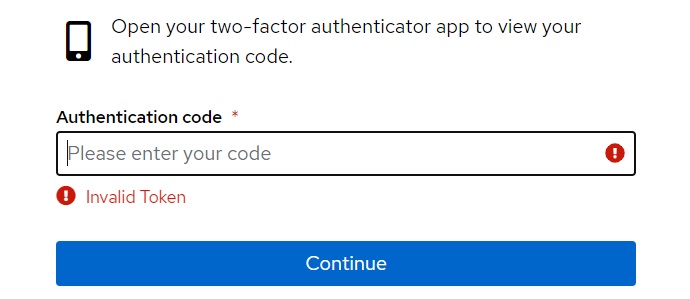 Open your two-factor authenticator app to view your
authentication code.
Authentication code *
Please enter your code
Invalid Token
Continue